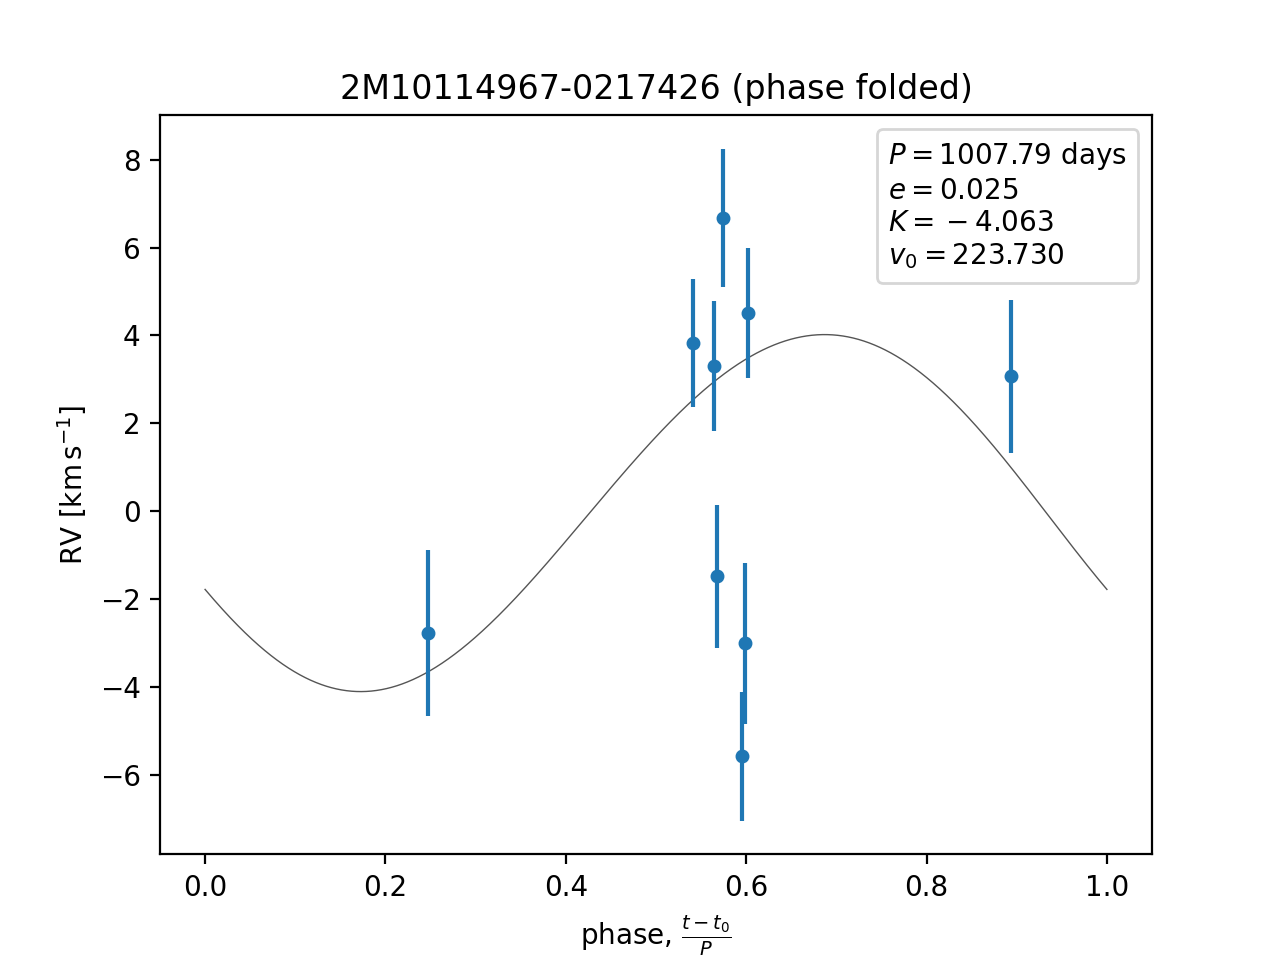 2M10114967-0217426 (phase folded)
P = 1007.79 days
e = 0.025
K = −4.063
v₀ = 223.730
8
6
4
2
0
−2
−4
−6
RV [km s⁻¹]
0.0 0.2 0.4 0.6 0.8 1.0
phase, (t − t₀)/P